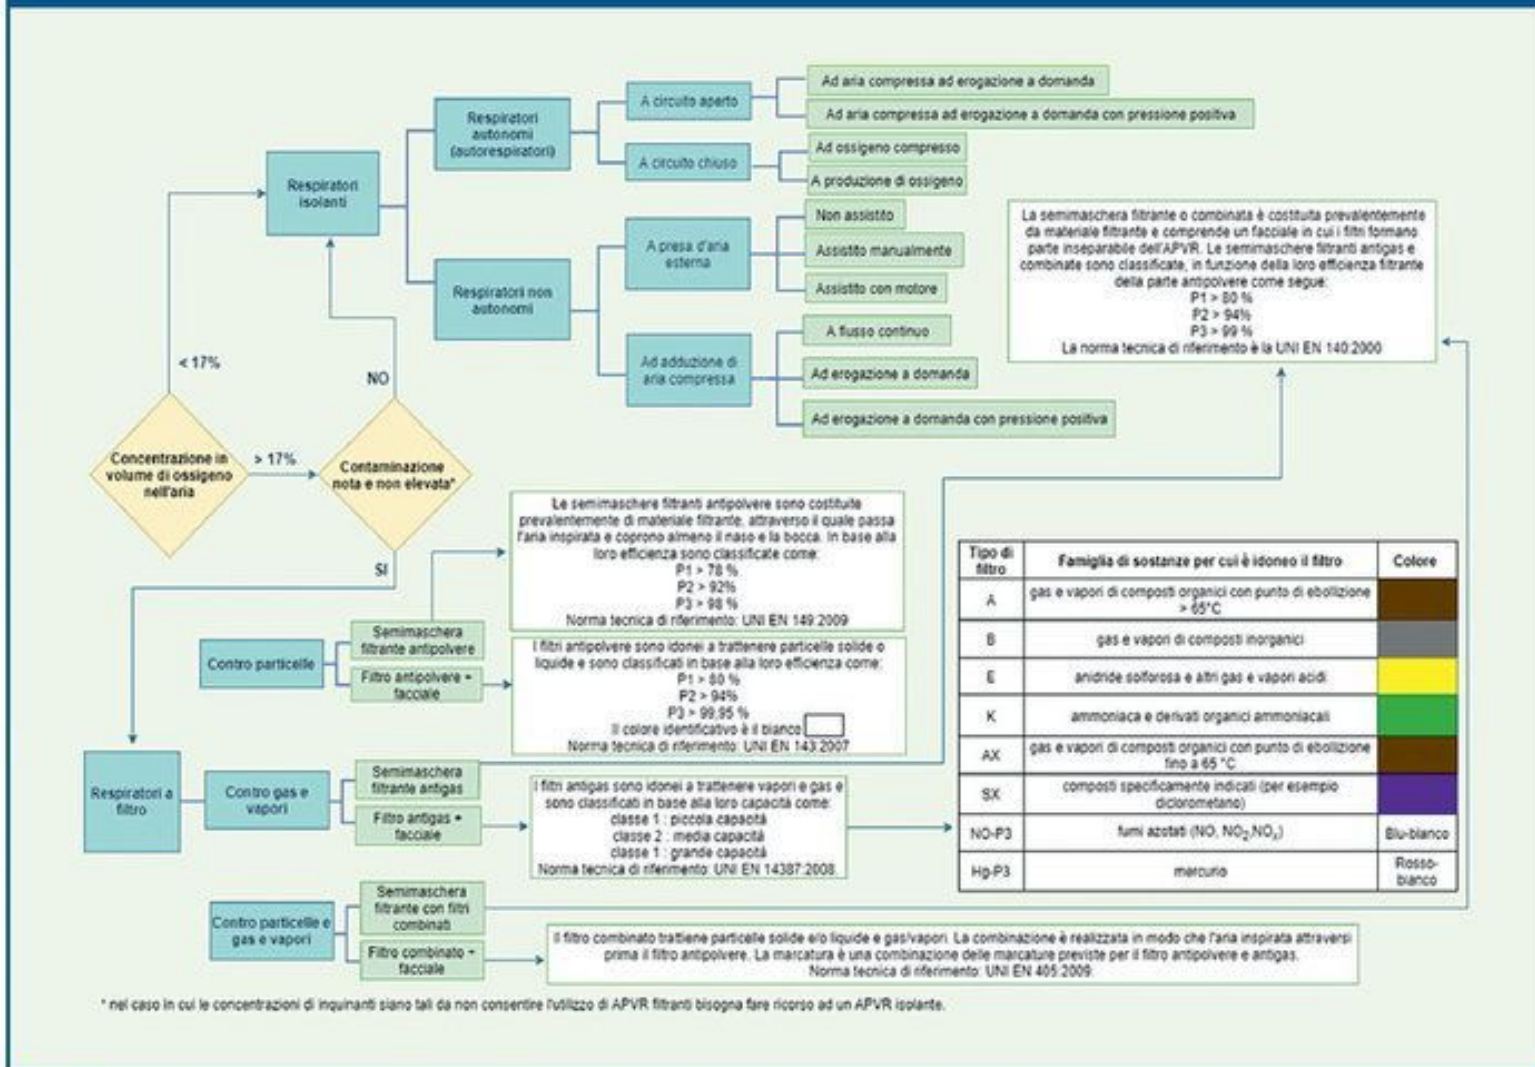 Respiratori
isolanti
Respiratori
autonomi
(autorespiratori)
A circuito aperto
Ad aria compressa ad erogazione a domanda
Ad aria compressa ad erogazione a domanda con pressione positiva
A circuito chiuso
Ad ossigeno compresso
A produzione di ossigeno
Respiratori non
autonomi
A presa d'aria
esterna
Non assistito
Assistito manualmente
Assistito con motore
Ad adduzione di
aria compressa
A flusso continuo
Ad erogazione a domanda
Ad erogazione a domanda con pressione positiva
La semimaschera filtrante o combinata è costituita prevalentemente
da materiale filtrante e comprende un facciale in cui i filtri formano
parte inseparabile dell'APVR. Le semimaschere filtranti antigas e
combinate sono classificate, in funzione della loro efficienza filtrante
della parte antipolvere come segue:
P1 > 80 %
P2 > 94%
P3 > 99 %
La norma tecnica di riferimento è la UNI EN 140:2000
< 17%
NO
Concentrazione in
volume di ossigeno
nell'aria
> 17%
Contaminazione
nota e non elevata*
SI
Le semimaschere filtranti antipolvere sono costituite
prevalentemente di materiale filtrante, attraverso il quale passa
l'aria inspirata e coprono almeno il naso e la bocca. In base alla
loro efficienza sono classificate come:
P1 > 78 %
P2 > 92%
P3 > 98 %
Norma tecnica di riferimento: UNI EN 149:2009
Contro particelle
Semimaschera
filtrante antipolvere
Filtro antipolvere +
facciale
I filtri antipolvere sono idonei a trattenere particelle solide o
liquide e sono classificati in base alla loro efficienza come:
P1 > 80 %
P2 > 94%
P3 > 99,95 %
Il colore identificativo è il bianco
Norma tecnica di riferimento: UNI EN 143:2007
Respiratori a
filtro
Contro gas e
vapori
Semimaschera
filtrante antigas
Filtro antigas +
facciale
I filtri antigas sono idonei a trattenere vapori e gas e
sono classificati in base alla loro capacità come:
classe 1 : piccola capacità
classe 2 : media capacità
classe 1 : grande capacità
Norma tecnica di riferimento: UNI EN 14387:2008.
Tipo di
filtro
Famiglia di sostanze per cui è idoneo il filtro
Colore
A
gas e vapori di composti organici con punto di ebollizione
> 65°C
B
gas e vapori di composti inorganici
E
anidride solforosa e altri gas e vapori acidi
K
ammoniaca e derivati organici ammoniacali
AX
gas e vapori di composti organici con punto di ebollizione
fino a 65 °C
SX
composti specificamente indicati (per esempio
diclorometano)
NO-P3
fumi azotati (NO, NO2,NOx)
Blu-bianco
Hg-P3
mercurio
Rosso-
bianco
Contro particelle e
gas e vapori
Semimaschera
filtrante con filtri
combinati
Filtro combinato +
facciale
Il filtro combinato trattiene particelle solide e/o liquide e gas/vapori. La combinazione è realizzata in modo che l'aria inspirata attraversi
prima il filtro antipolvere. La marcatura è una combinazione delle marcature previste per il filtro antipolvere e antigas.
Norma tecnica di riferimento: UNI EN 405:2009.
* nel caso in cui le concentrazioni di inquinanti siano tali da non consentire l'utilizzo di APVR filtranti bisogna fare ricorso ad un APVR isolante.